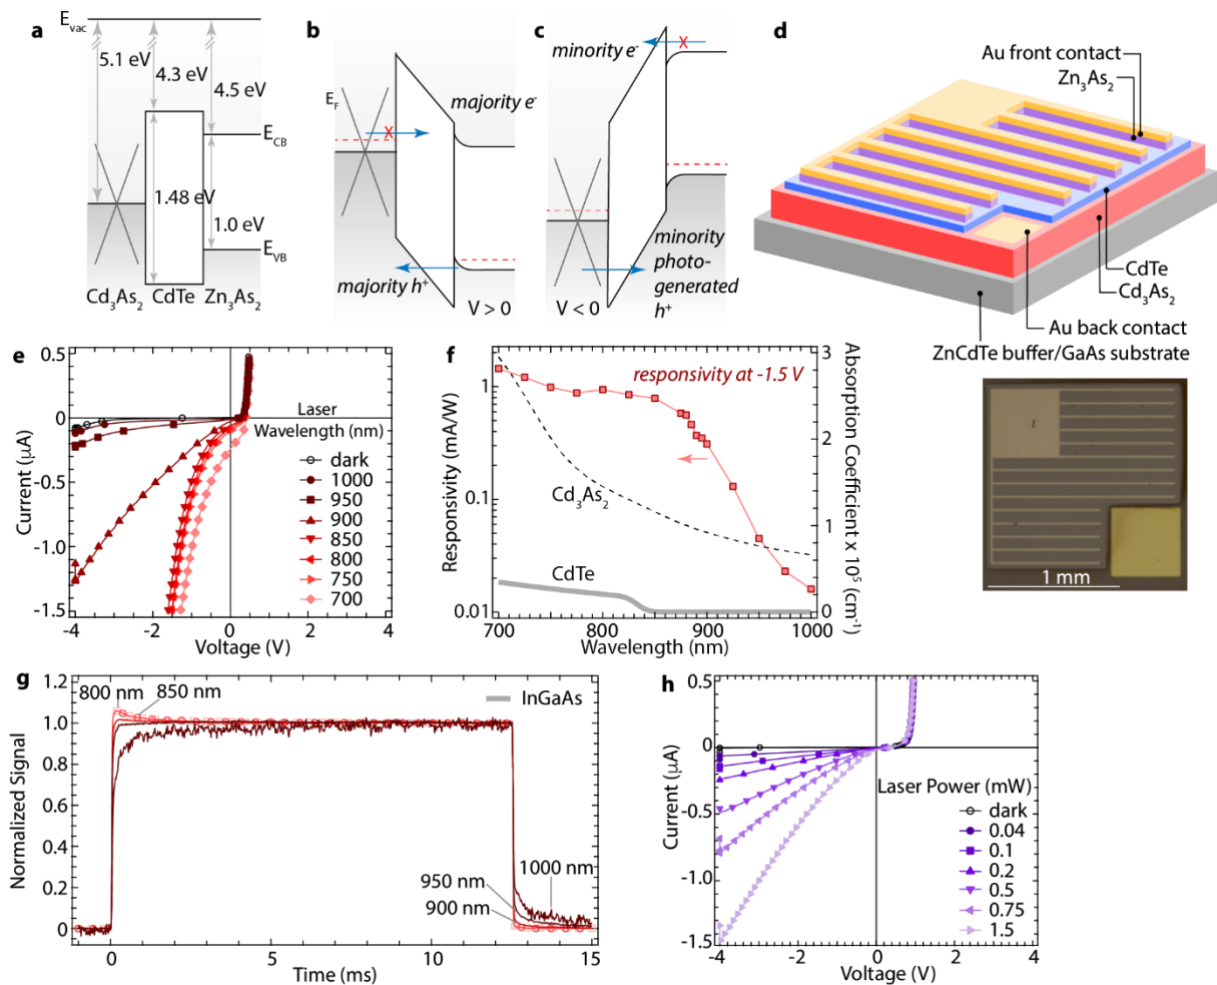 a
E_vac
5.1 eV
4.3 eV
4.5 eV
E_CB
1.48 eV
1.0 eV
E_VB
Cd₃As₂ CdTe Zn₃As₂
b
E_F
majority e⁻
X
majority h⁺
V > 0
c
minority e⁻
X
minority
photo-
generated
h⁺
V < 0
d
Au front contact
Zn₃As₂
CdTe
Cd₃As₂
Au back contact
ZnCdTe buffer/GaAs substrate
1 mm
e
Current (μA)
0.5
0
-0.5
-1.0
-1.5
-4 -2 0 2 4
Voltage (V)
Laser
Wavelength (nm)
dark
1000
950
900
850
800
750
700
f
Responsivity (mA/W)
1
0.1
0.01
responsivity at -1.5 V
Cd₃As₂
CdTe
700 800 900 1000
Wavelength (nm)
3
2
1
0
Absorption Coefficient x 10⁵ (cm⁻¹)
g
Normalized Signal
1.2
1.0
0.8
0.6
0.4
0.2
0
800 nm
850 nm
InGaAs
950 nm
900 nm
1000 nm
0 5 10 15
Time (ms)
h
Current (μA)
0.5
0
-0.5
-1.0
-1.5
-4 -2 0 2 4
Voltage (V)
Laser Power (mW)
dark
0.04
0.1
0.2
0.5
0.75
1.5